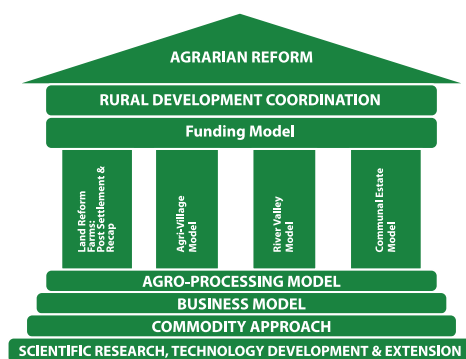 AGRARIAN REFORM
RURAL DEVELOPMENT COORDINATION
Funding Model
Land Reform
Farms:
Post Settlement &
Recap
Agri-Village
Model
River Valley
Model
Communal Estate
Model
AGRO-PROCESSING MODEL
BUSINESS MODEL
COMMODITY APPROACH
SCIENTIFIC RESEARCH, TECHNOLOGY DEVELOPMENT & EXTENSION